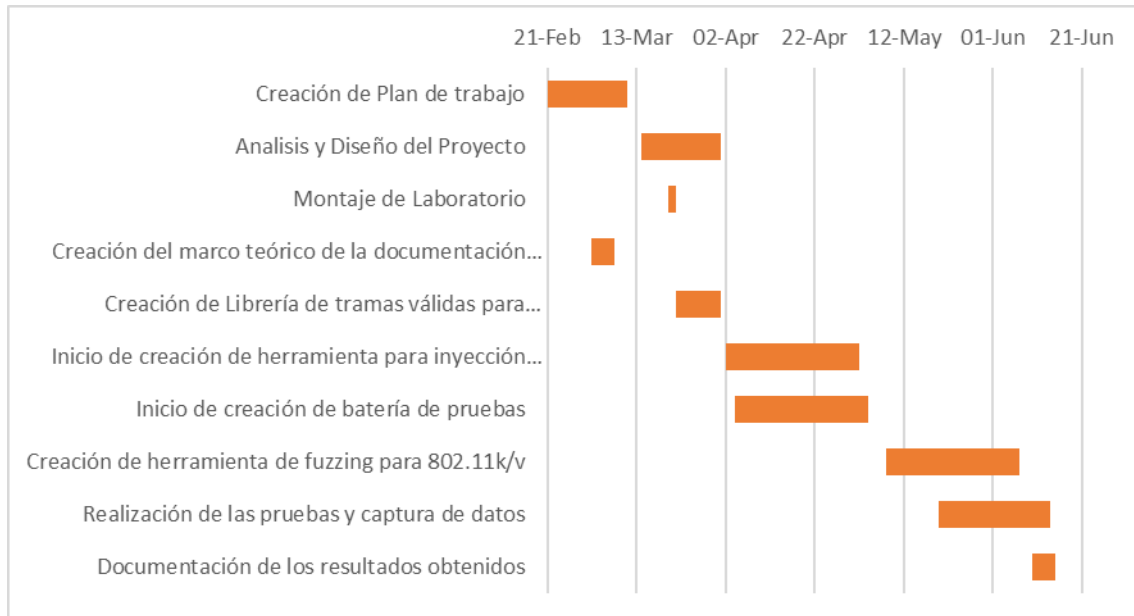 21-Feb 13-Mar 02-Apr 22-Apr 12-May 01-Jun 21-Jun
Creación de Plan de trabajo
Analisis y Diseño del Proyecto
Montaje de Laboratorio
Creación del marco teórico de la documentación...
Creación de Librería de tramas válidas para...
Inicio de creación de herramienta para inyección...
Inicio de creación de batería de pruebas
Creación de herramienta de fuzzing para 802.11k/v
Realización de las pruebas y captura de datos
Documentación de los resultados obtenidos